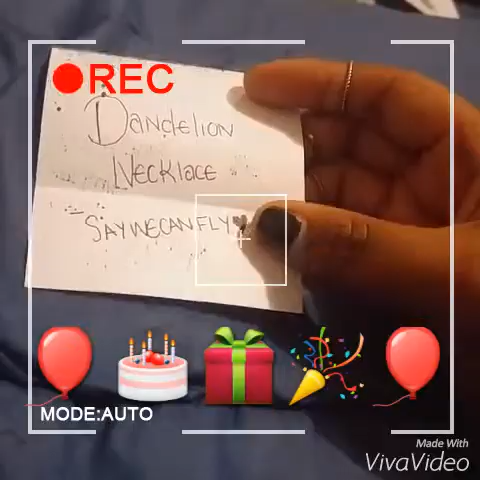 REC
DANDELION
NECKLACE
- SAYWECANFLY
MODE:AUTO
Made With
VivaVideo